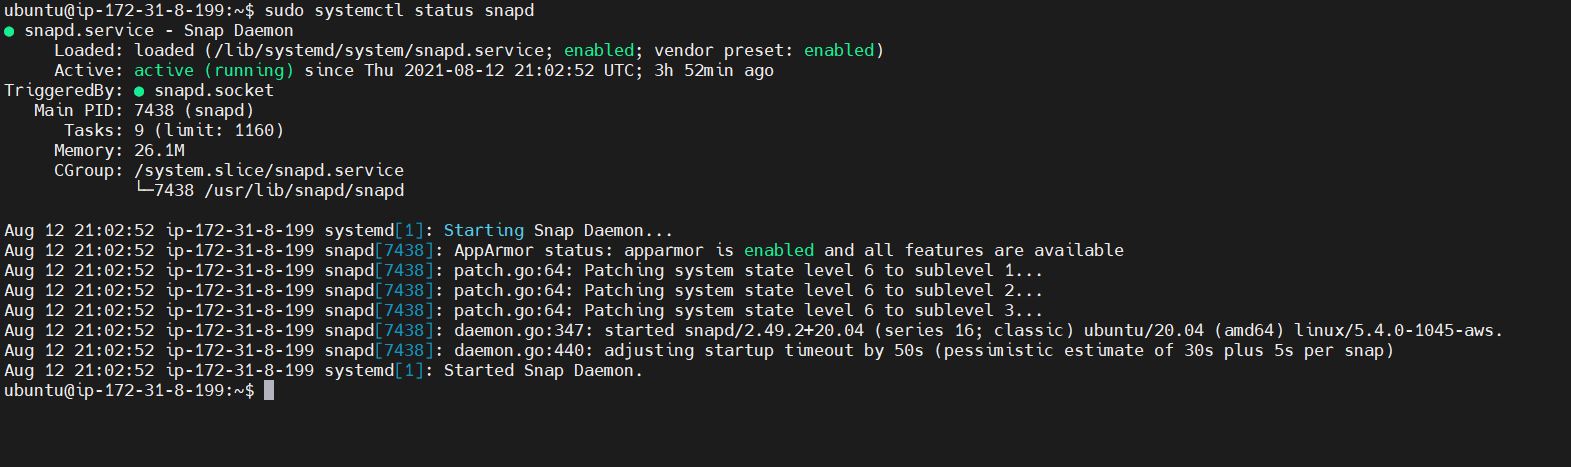 ubuntu@ip-172-31-8-199:~$ sudo systemctl status snapd
● snapd.service - Snap Daemon
     Loaded: loaded (/lib/systemd/system/snapd.service; enabled; vendor preset: enabled)
     Active: active (running) since Thu 2021-08-12 21:02:52 UTC; 3h 52min ago
TriggeredBy: ● snapd.socket
   Main PID: 7438 (snapd)
      Tasks: 9 (limit: 1160)
     Memory: 26.1M
     CGroup: /system.slice/snapd.service
             └─7438 /usr/lib/snapd/snapd

Aug 12 21:02:52 ip-172-31-8-199 systemd[1]: Starting Snap Daemon...
Aug 12 21:02:52 ip-172-31-8-199 snapd[7438]: AppArmor status: apparmor is enabled and all features are available
Aug 12 21:02:52 ip-172-31-8-199 snapd[7438]: patch.go:64: Patching system state level 6 to sublevel 1...
Aug 12 21:02:52 ip-172-31-8-199 snapd[7438]: patch.go:64: Patching system state level 6 to sublevel 2...
Aug 12 21:02:52 ip-172-31-8-199 snapd[7438]: patch.go:64: Patching system state level 6 to sublevel 3...
Aug 12 21:02:52 ip-172-31-8-199 snapd[7438]: daemon.go:347: started snapd/2.49.2+20.04 (series 16; classic) ubuntu/20.04 (amd64) linux/5.4.0-1045-aws.
Aug 12 21:02:52 ip-172-31-8-199 snapd[7438]: daemon.go:440: adjusting startup timeout by 50s (pessimistic estimate of 30s plus 5s per snap)
Aug 12 21:02:52 ip-172-31-8-199 systemd[1]: Started Snap Daemon.
ubuntu@ip-172-31-8-199:~$